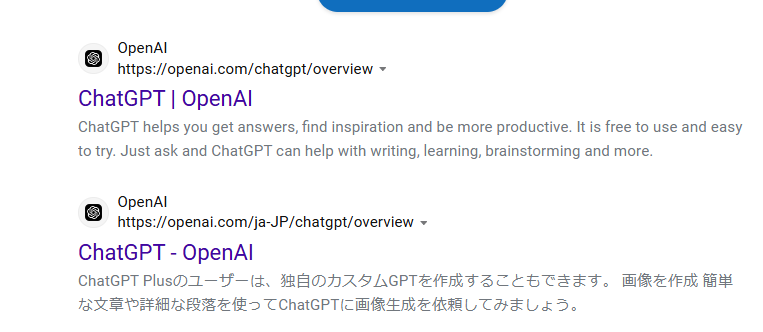 OpenAI
https://openai.com/chatgpt/overview
ChatGPT | OpenAI
ChatGPT helps you get answers, find inspiration and be more productive. It is free to use and easy
to try. Just ask and ChatGPT can help with writing, learning, brainstorming and more.
OpenAI
https://openai.com/ja-JP/chatgpt/overview
ChatGPT - OpenAI
ChatGPT Plusのユーザーは、独自のカスタムGPTを作成することもできます。 画像を作成 簡単
な文章や詳細な段落を使ってChatGPTに画像生成を依頼してみましょう。